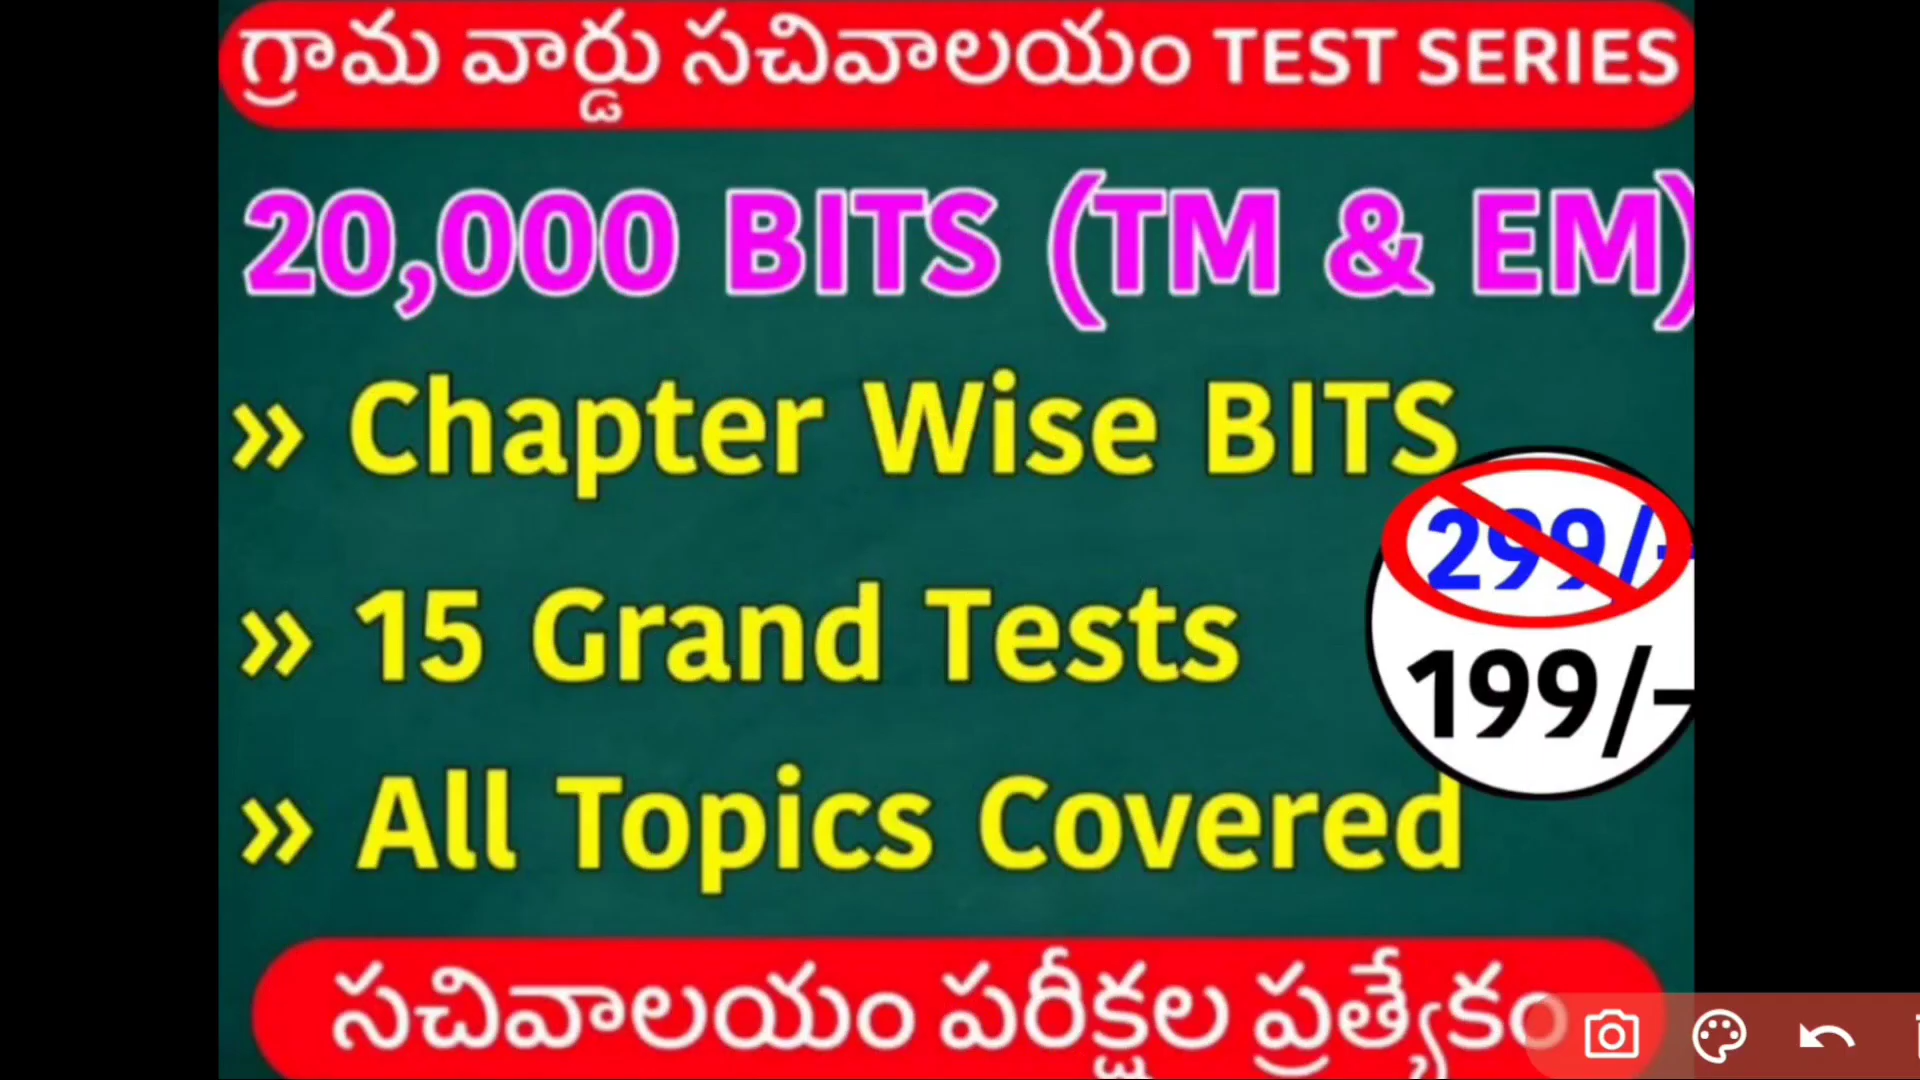 గ్రామ వార్డు సచివాలయం TEST SERIES
20,000 BITS (TM & EM)
» Chapter Wise BITS
299/-
» 15 Grand Tests
199/-
» All Topics Covered
సచివాలయం పరీక్షల ప్రత్యేకం